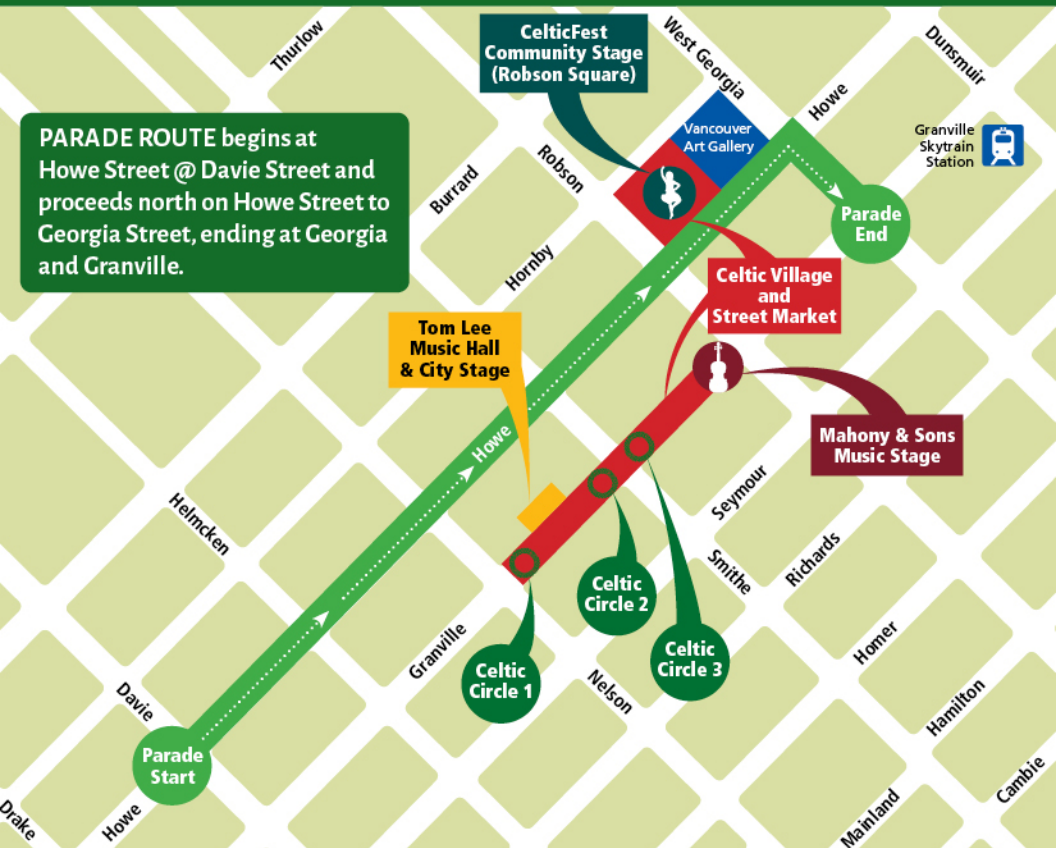 Thurlow
CelticFest
Community Stage
(Robson Square)
West Georgia
Dunsmuir
Howe
PARADE ROUTE begins at
Howe Street @ Davie Street and
proceeds north on Howe Street to
Georgia Street, ending at Georgia
and Granville.
Vancouver
Art Gallery
Granville
Skytrain
Station
Burrard
Robson
Parade
End
Hornby
Celtic Village
and
Street Market
Tom Lee
Music Hall
& City Stage
Howe
Mahony & Sons
Music Stage
Helmcken
Seymour
Smithe
Richards
Celtic
Circle 2
Celtic
Circle 3
Granville
Celtic
Circle 1
Nelson
Homer
Hamilton
Davie
Parade
Start
Drake
Howe
Mainland
Cambie